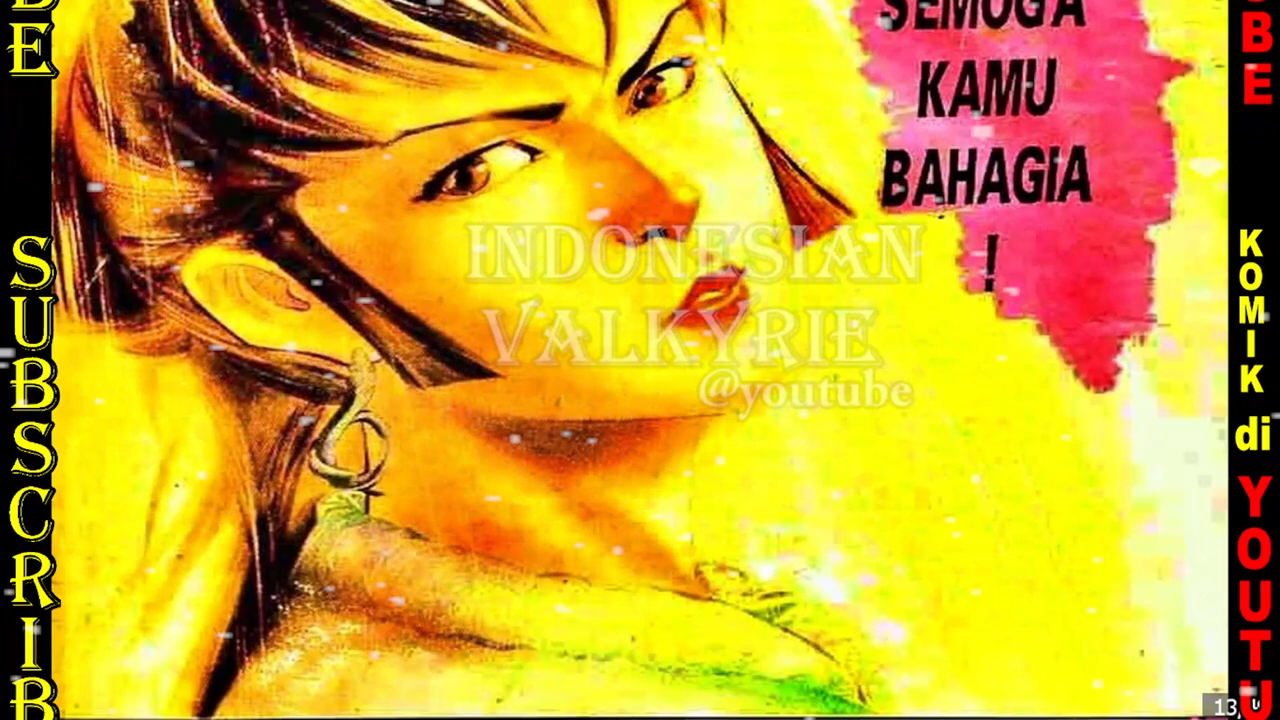 SEMOGA
KAMU
BAHAGIA
!
INDONESIAN
VALKYRIE
@youtube
SUBSCRIB
KOMIK di YOUTU